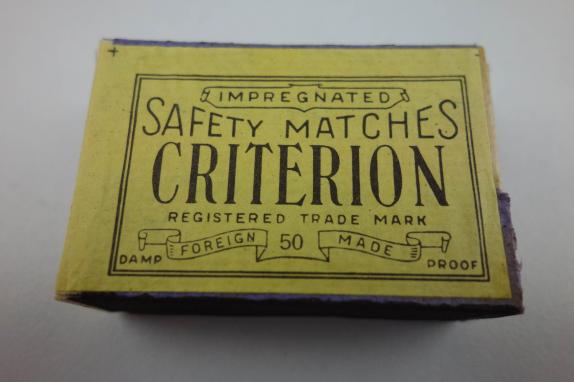 IMPREGNATED
SAFETY MATCHES
CRITERION
REGISTERED TRADE MARK
FOREIGN 50 MADE
DAMP PROOF